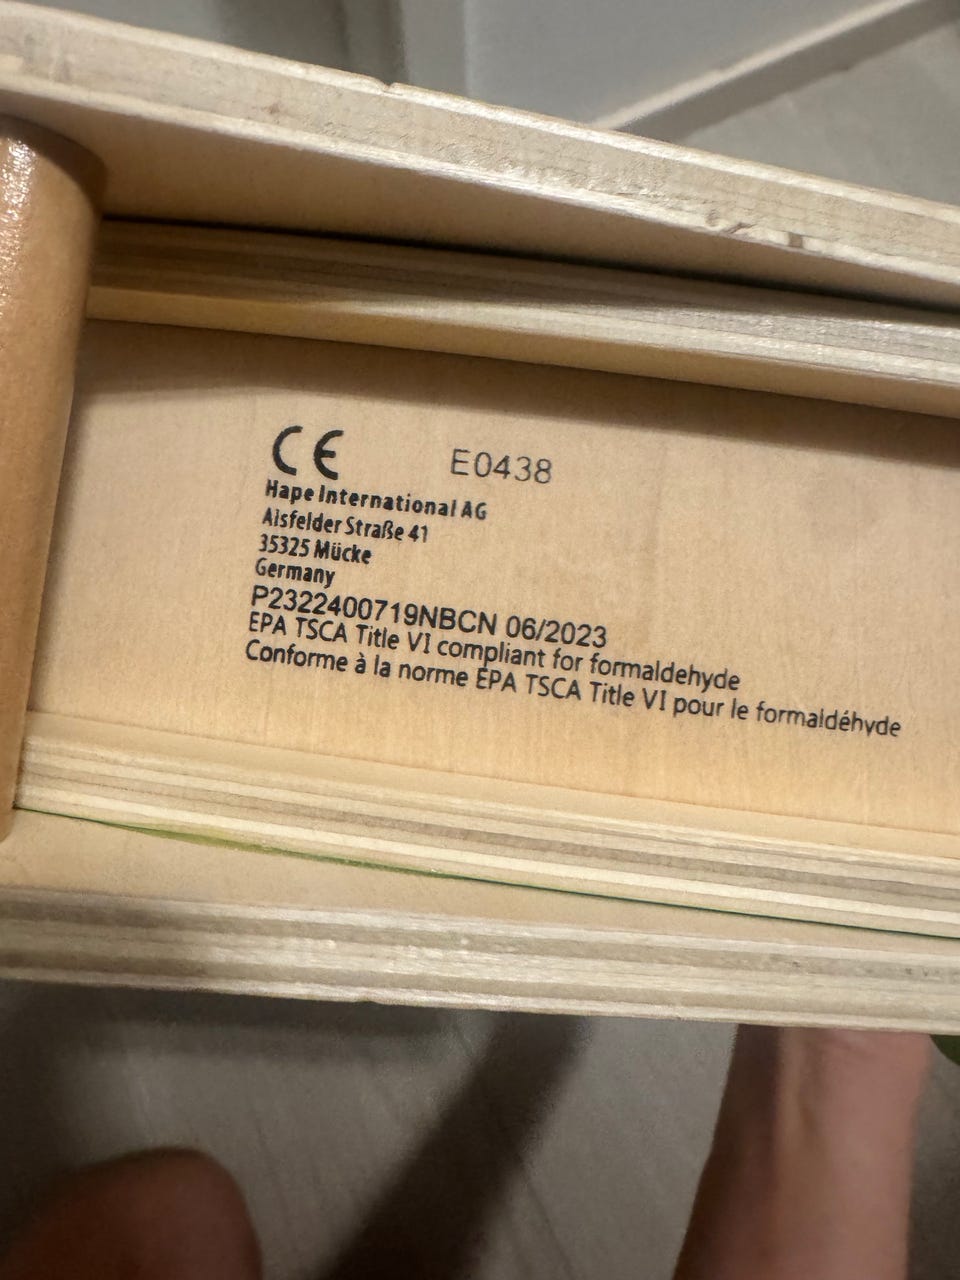 CE E0438
Hape International AG
Alsfelder Straße 41
35325 Mücke
Germany
P2322400719NBCN 06/2023
EPA TSCA Title VI compliant for formaldehyde
Conforme à la norme EPA TSCA Title VI pour le formaldéhyde